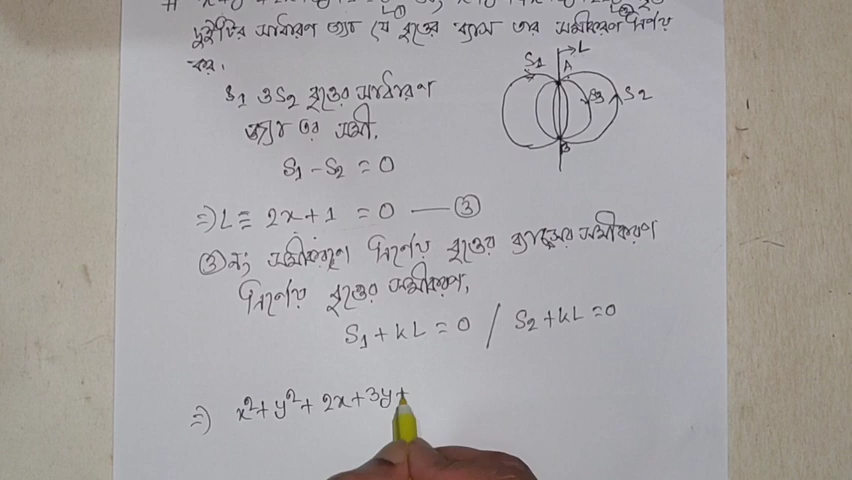 দুইটির সাধারণ জ্যা যে বৃত্তের ব্যাস তার সমীকরণ নির্ণয়
কর।
S1 ও S2 বৃত্তের সাধারণ
জ্যা এর সমী.
S1 - S2 = 0
⇒ L ≡ 2x + 1 = 0 — ③
③ নং সমীকরণে নির্ণেয় বৃত্তের ব্যাসের সমীকরণ
নির্ণেয় বৃত্তের সমীকরণ,
S1 + kL = 0 / S2 + kL = 0
⇒ x² + y² + 2x + 3y +
L
S1
A
S3
S2
B